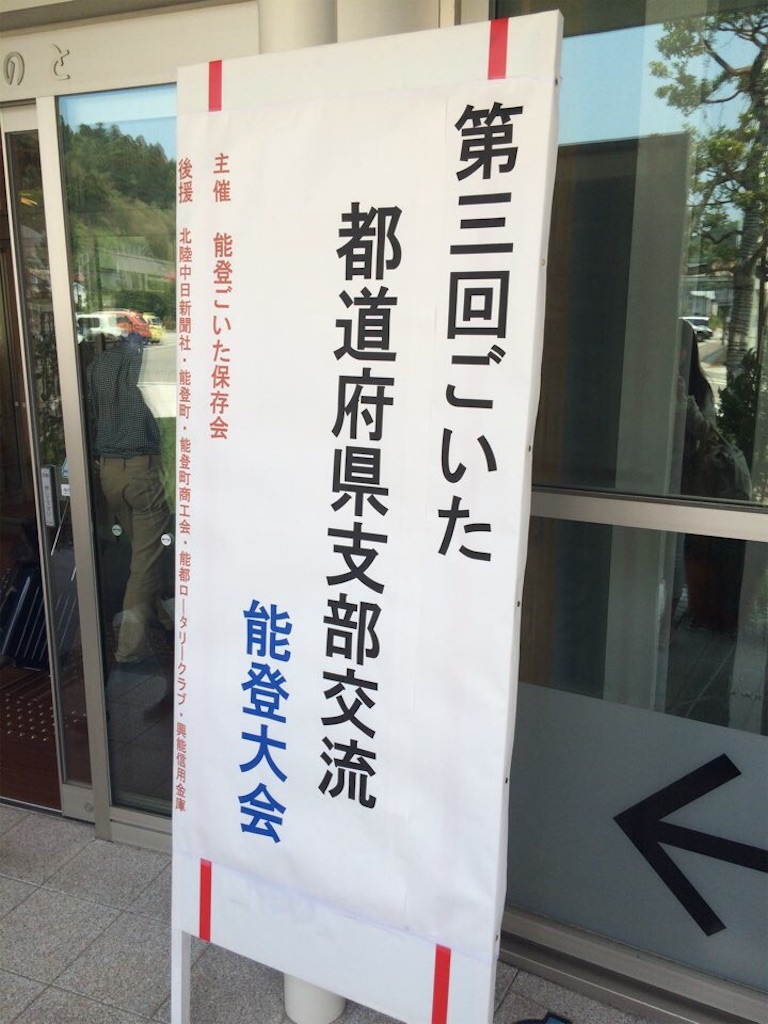 第三回ごいた
都道府県支部交流
能登大会
主催 能登ごいた保存会
後援 北陸中日新聞社・能登町・能登町商工会・能都ロータリークラブ・興能信用金庫
のと